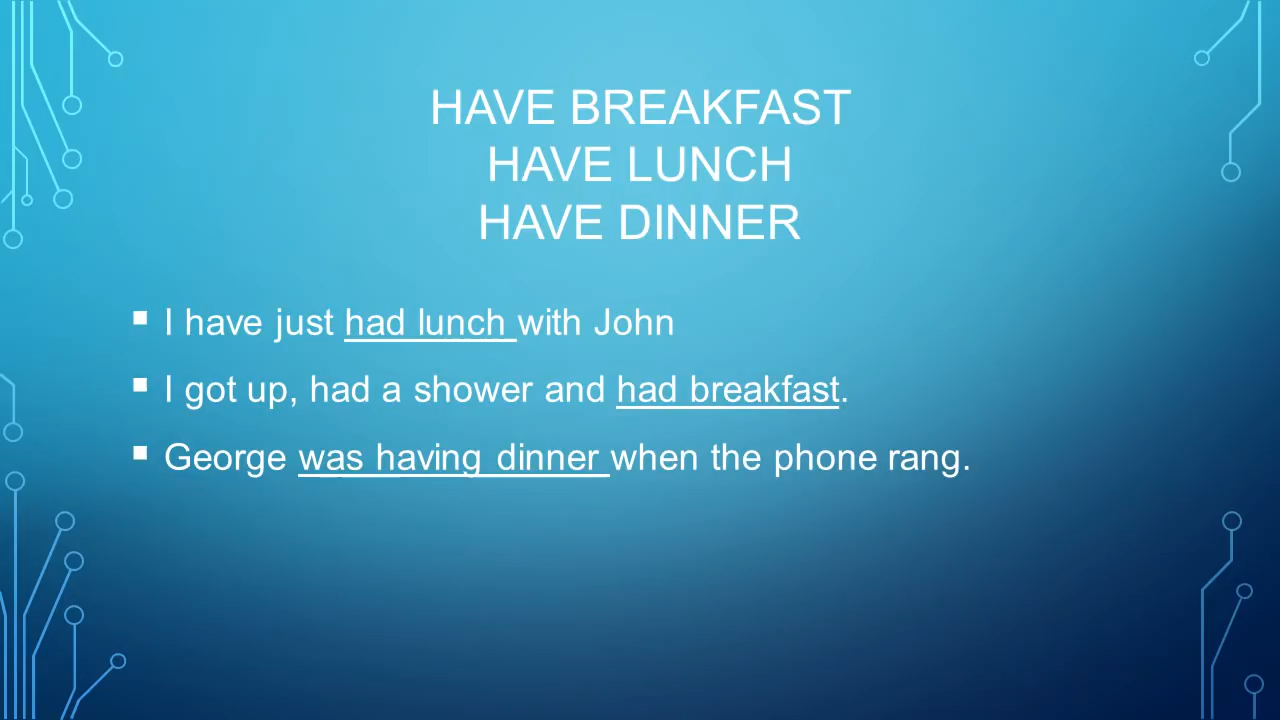 HAVE BREAKFAST
HAVE LUNCH
HAVE DINNER
▪ I have just had lunch with John
▪ I got up, had a shower and had breakfast.
▪ George was having dinner when the phone rang.